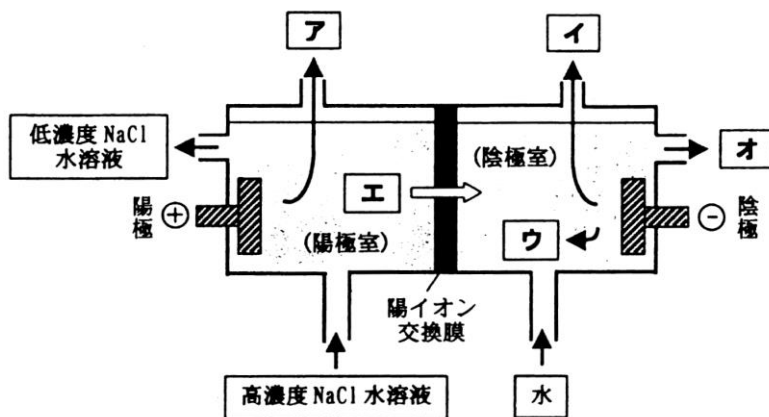 ア
イ
低濃度 NaCl
水溶液
(陰極室)
オ
エ
陽極
⊕
(陽極室)
ウ
⊖
陰極
陽イオン
交換膜
高濃度 NaCl 水溶液
水